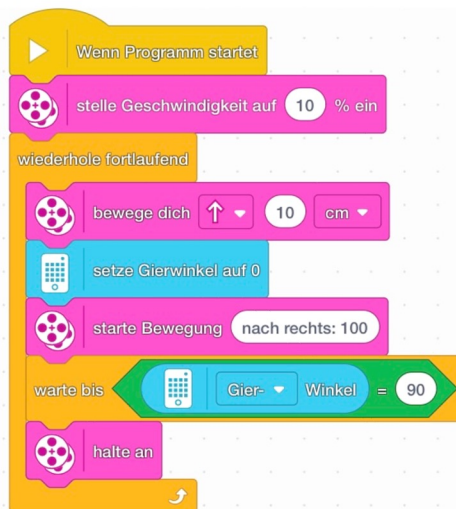 Wenn Programm startet
stelle Geschwindigkeit auf 10 % ein
wiederhole fortlaufend
bewege dich 10 cm
setze Gierwinkel auf 0
starte Bewegung nach rechts: 100
warte bis Gier- Winkel = 90
halte an